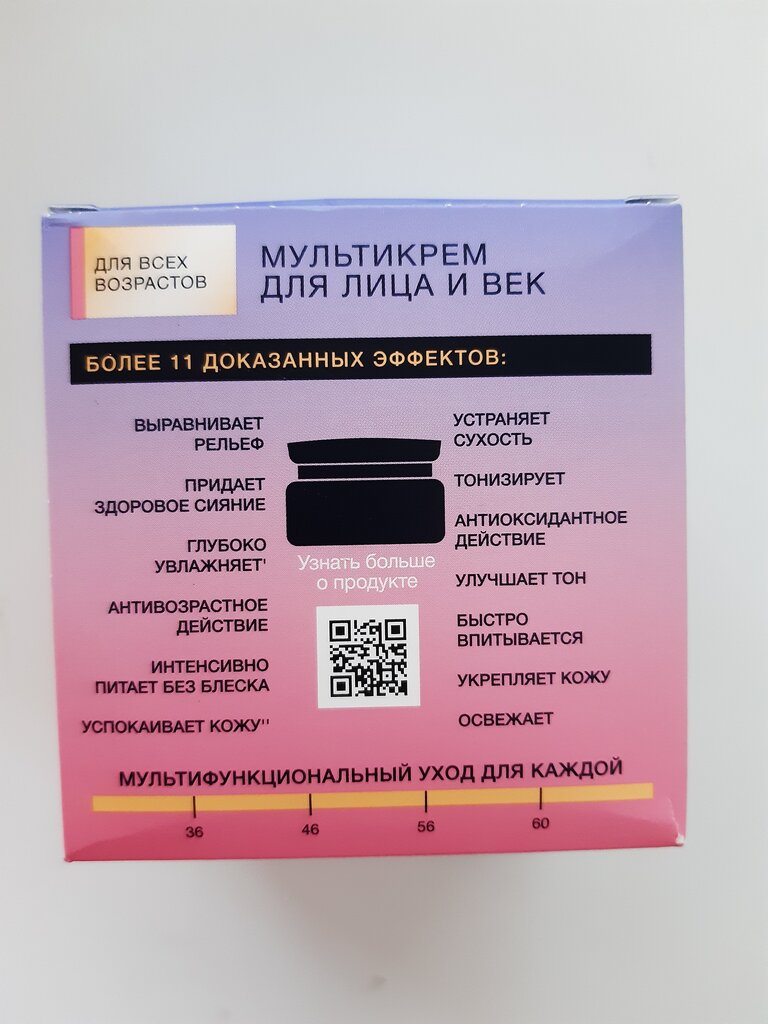 ДЛЯ ВСЕХ
ВОЗРАСТОВ
МУЛЬТИКРЕМ
ДЛЯ ЛИЦА И ВЕК
БОЛЕЕ 11 ДОКАЗАННЫХ ЭФФЕКТОВ:
ВЫРАВНИВАЕТ
РЕЛЬЕФ
ПРИДАЕТ
ЗДОРОВОЕ СИЯНИЕ
ГЛУБОКО
УВЛАЖНЯЕТ'
АНТИВОЗРАСТНОЕ
ДЕЙСТВИЕ
ИНТЕНСИВНО
ПИТАЕТ БЕЗ БЛЕСКА
УСПОКАИВАЕТ КОЖУ''
Узнать больше
о продукте
УСТРАНЯЕТ
СУХОСТЬ
ТОНИЗИРУЕТ
АНТИОКСИДАНТНОЕ
ДЕЙСТВИЕ
УЛУЧШАЕТ ТОН
БЫСТРО
ВПИТЫВАЕТСЯ
УКРЕПЛЯЕТ КОЖУ
ОСВЕЖАЕТ
МУЛЬТИФУНКЦИОНАЛЬНЫЙ УХОД ДЛЯ КАЖДОЙ
36 46 56 60